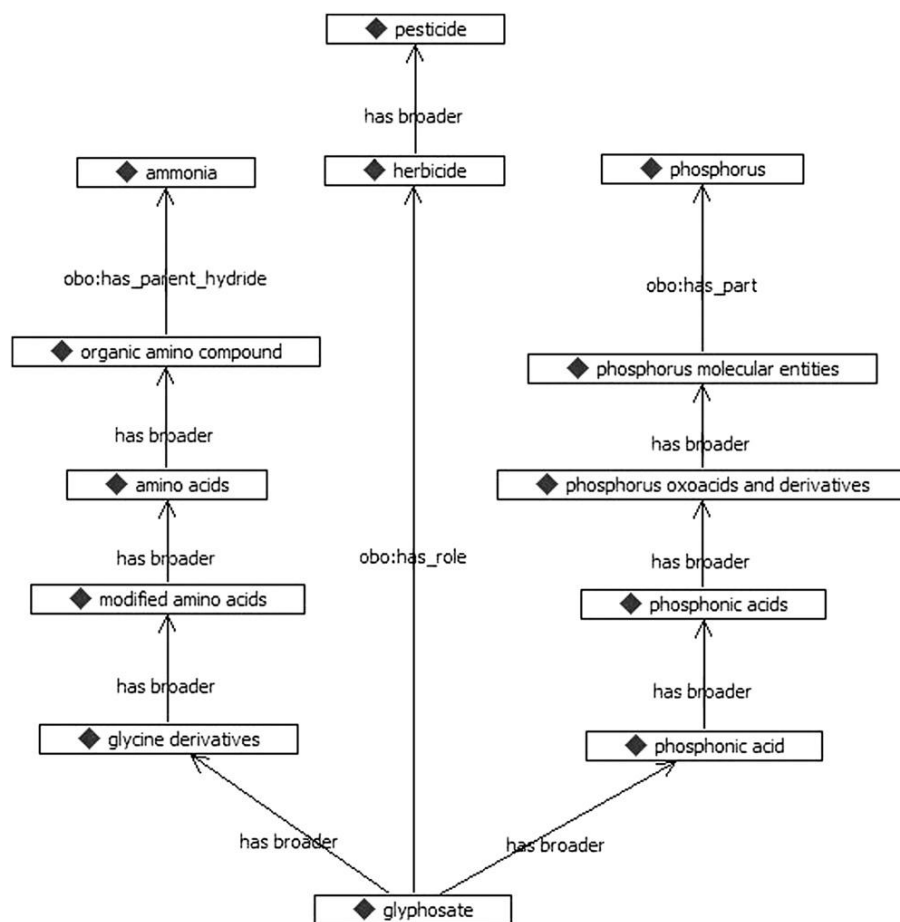 pesticide
has broader
ammonia
herbicide
phosphorus
obo:has_parent_hydride
obo:has_part
organic amino compound
phosphorus molecular entities
has broader
has broader
amino acids
phosphorus oxoacids and derivatives
has broader
obo:has_role
has broader
modified amino acids
phosphonic acids
has broader
has broader
glycine derivatives
phosphonic acid
has broader
has broader
glyphosate